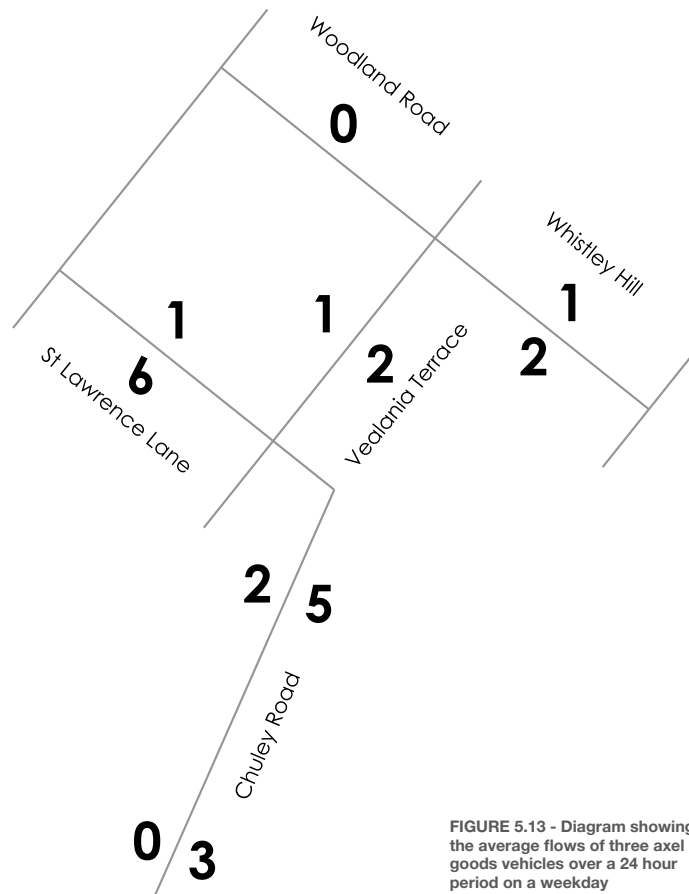 Woodland Road
0
Whistley Hill
1
2
1
6
St Lawrence Lane
1
2
Vealania Terrace
2
5
Chuley Road
0
3
FIGURE 5.13 - Diagram showing
the average flows of three axel
goods vehicles over a 24 hour
period on a weekday